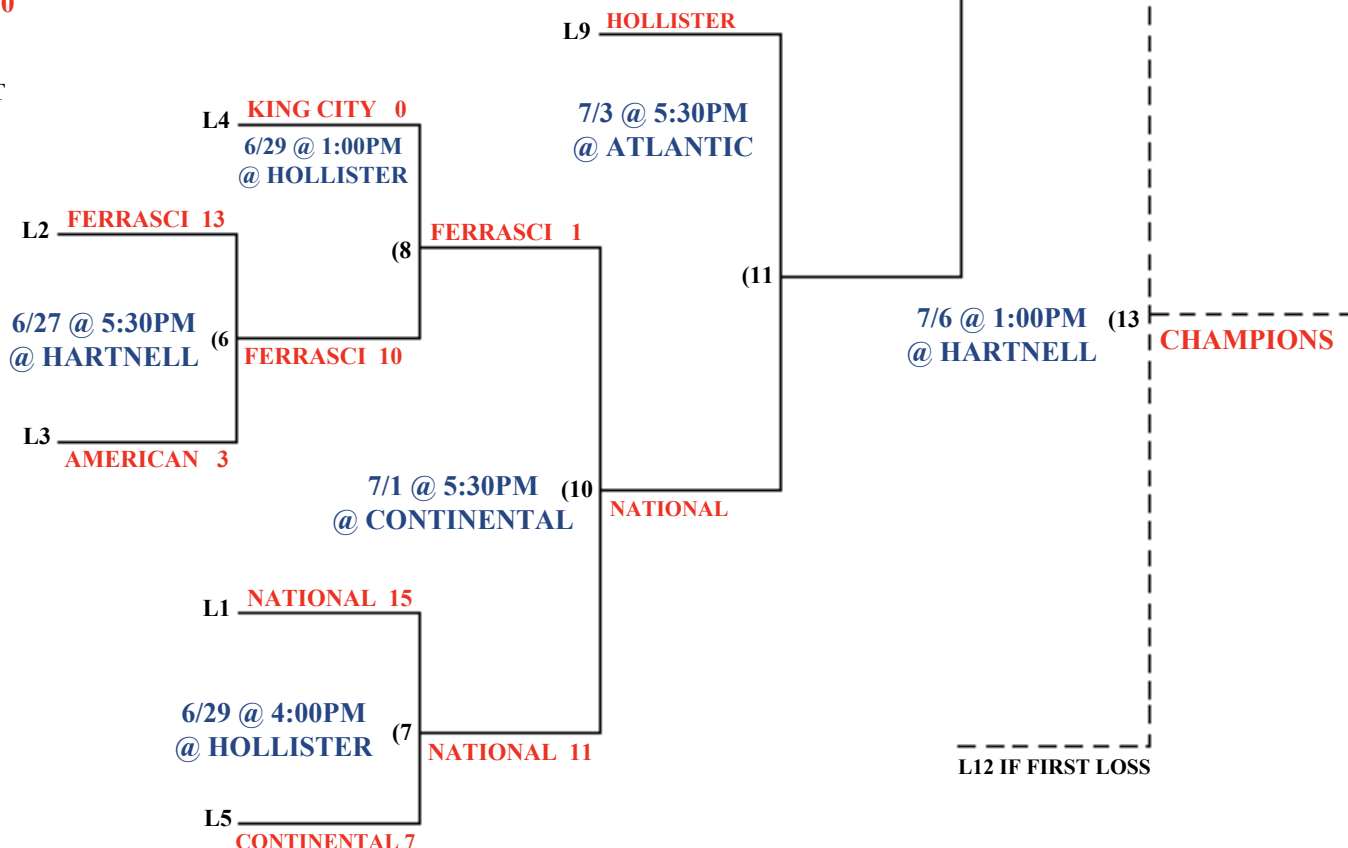 0
HOLLISTER
L9
T
KING CITY 0
L4
7/3 @ 5:30PM
@ ATLANTIC
6/29 @ 1:00PM
@ HOLLISTER
FERRASCI 13
L2
FERRASCI 1
(8
(11
6/27 @ 5:30PM
@ HARTNELL
(6
FERRASCI 10
7/6 @ 1:00PM
@ HARTNELL
(13
CHAMPIONS
L3
AMERICAN 3
7/1 @ 5:30PM
@ CONTINENTAL
(10
NATIONAL
NATIONAL 15
L1
6/29 @ 4:00PM
@ HOLLISTER
(7
NATIONAL 11
L12 IF FIRST LOSS
L5
CONTINENTAL 7